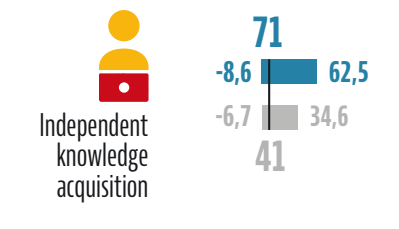 71
-8,6 62,5
-6,7 34,6
41
Independent
knowledge
acquisition